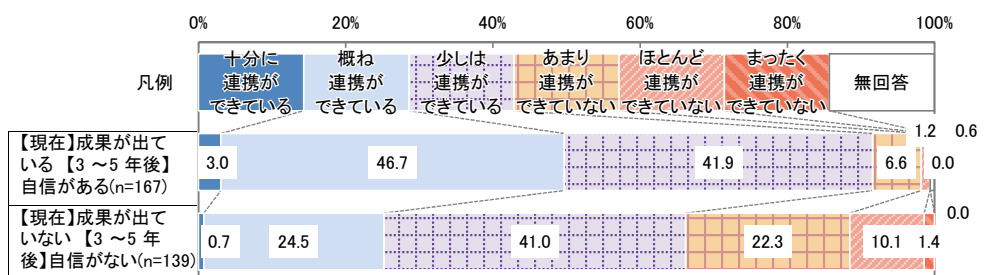 0% 20% 40% 60% 80% 100%
凡例
十分に
連携が
できている
概ね
連携が
できている
少しは
連携が
できている
あまり
連携が
できていない
ほとんど
連携が
できていない
まったく
連携が
できていない
無回答
【現在】成果が出て
いる 【3 ～5 年後】
自信がある(n=167)
3.0 46.7 41.9 6.6 1.2 0.0 0.6
【現在】成果が出て
いない 【3 ～5 年
後】自信がない(n=139)
0.7 24.5 41.0 22.3 10.1 1.4 0.0